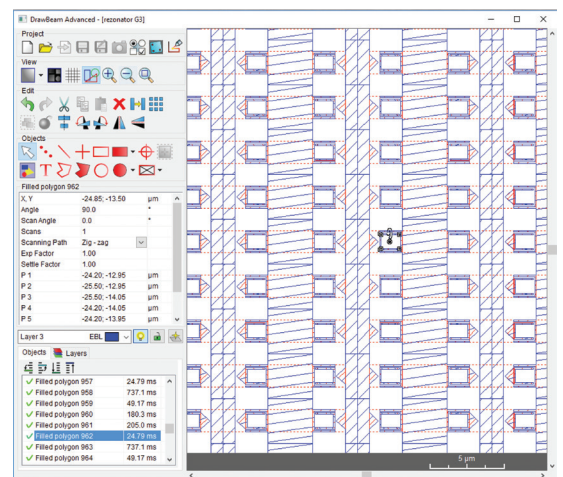 DrawBeam Advanced - [rezonator G3]
Project
View
Edit
Objects
Filled polygon 962
X, Y -24.85; -13.50 µm
Angle 90.0 °
Scan Angle 0.0 °
Scans 1
Scanning Path Zig - zag
Exp Factor 1.00
Settle Factor 1.00
P 1 -24.20; -12.95 µm
P 2 -25.50; -12.95 µm
P 3 -25.50; -14.05 µm
P 4 -24.20; -14.05 µm
P 5 -24.20; -13.95 µm
Layer 3 EBL
Objects Layers
Filled polygon 957 24.79 ms
Filled polygon 958 737.1 ms
Filled polygon 959 49.17 ms
Filled polygon 960 180.3 ms
Filled polygon 961 205.0 ms
Filled polygon 962 24.79 ms
Filled polygon 963 737.1 ms
Filled polygon 964 49.17 ms
5 µm